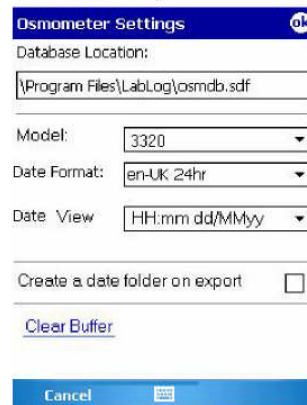 Osmometer Settings ok
Database Location:
\Program Files\LabLog\osmdb.sdf
Model: 3320
Date Format: en-UK 24hr
Date View HH:mm dd/MMyy
Create a date folder on export
Clear Buffer
Cancel